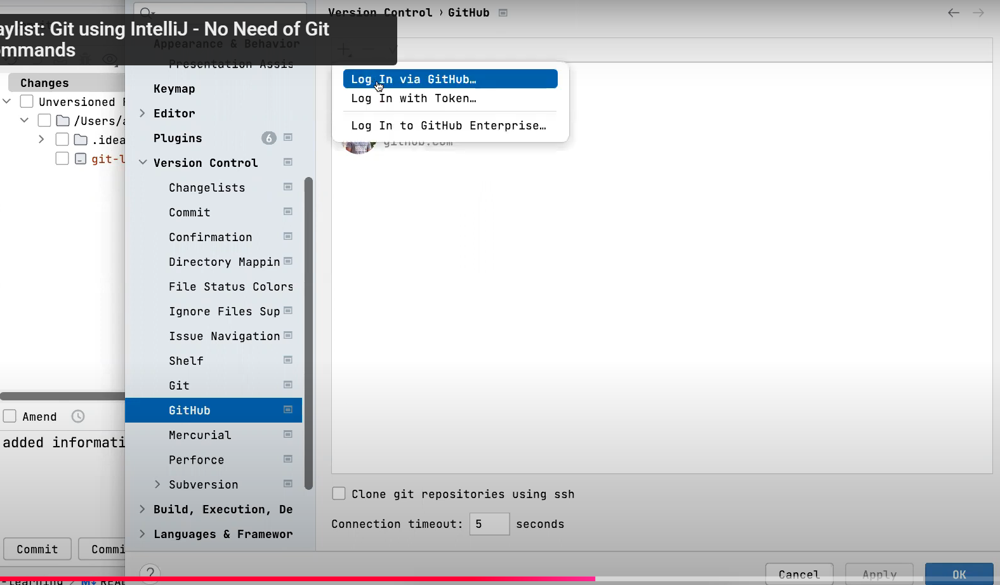 Version Control › GitHub
aylist: Git using IntelliJ - No Need of Git
mmands
Appearance & Behavior
Presentation Assis
Changes
Unversioned F
/Users/a
.idea
git-l
Keymap
Editor
Plugins 6
Version Control
Changelists
Commit
Confirmation
Directory Mappin
File Status Colors
Ignore Files Sup
Issue Navigation
Shelf
Git
GitHub
Mercurial
Perforce
Subversion
Build, Execution, De
Languages & Framewor
Log In via GitHub…
Log In with Token…
Log In to GitHub Enterprise…
github.com
Amend
added informati
Commit
Commi
-learning
READ
Clone git repositories using ssh
Connection timeout: 5 seconds
?
Cancel
Apply
OK